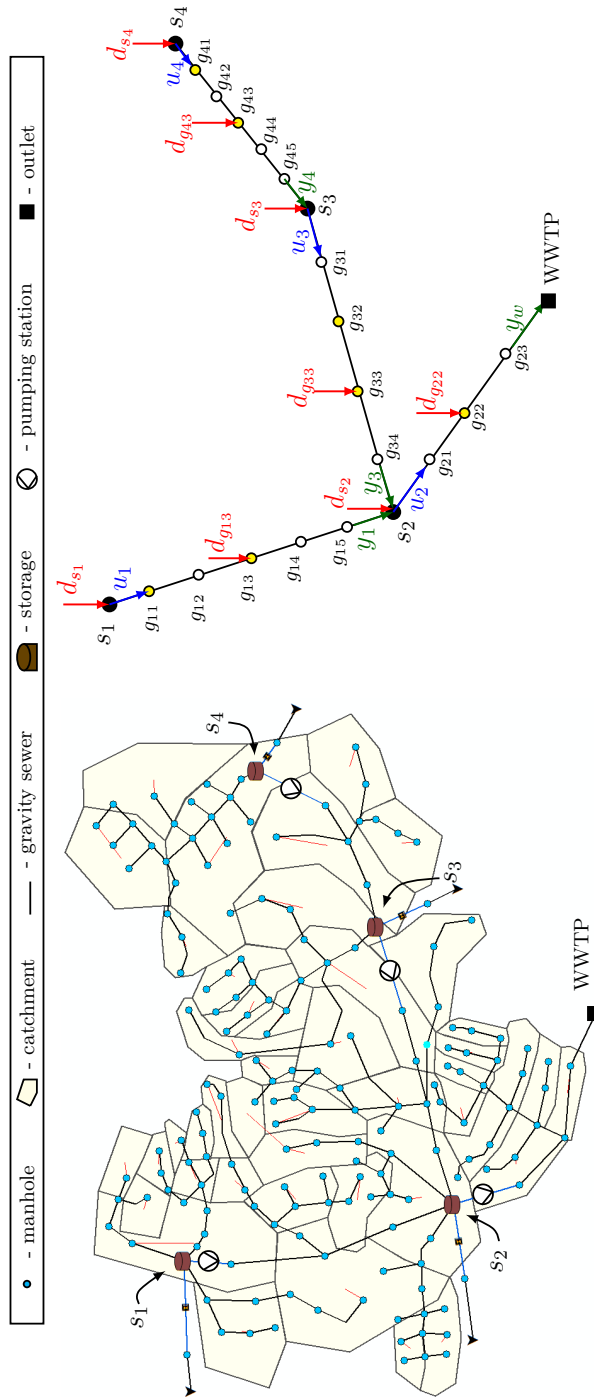 - manhole
- catchment
- gravity sewer
- storage
- pumping station
- outlet
s1
s2
s3
s4
WWTP
ds1
u1
s1
g11
g12
dg13
g13
g14
g15
y1
ds2
s2
u2
g21
dg22
g22
g23
yw
WWTP
y3
g34
dg33
g33
g32
g31
u3
ds3
s3
y4
g45
g44
dg43
g43
g42
g41
u4
ds4
s4